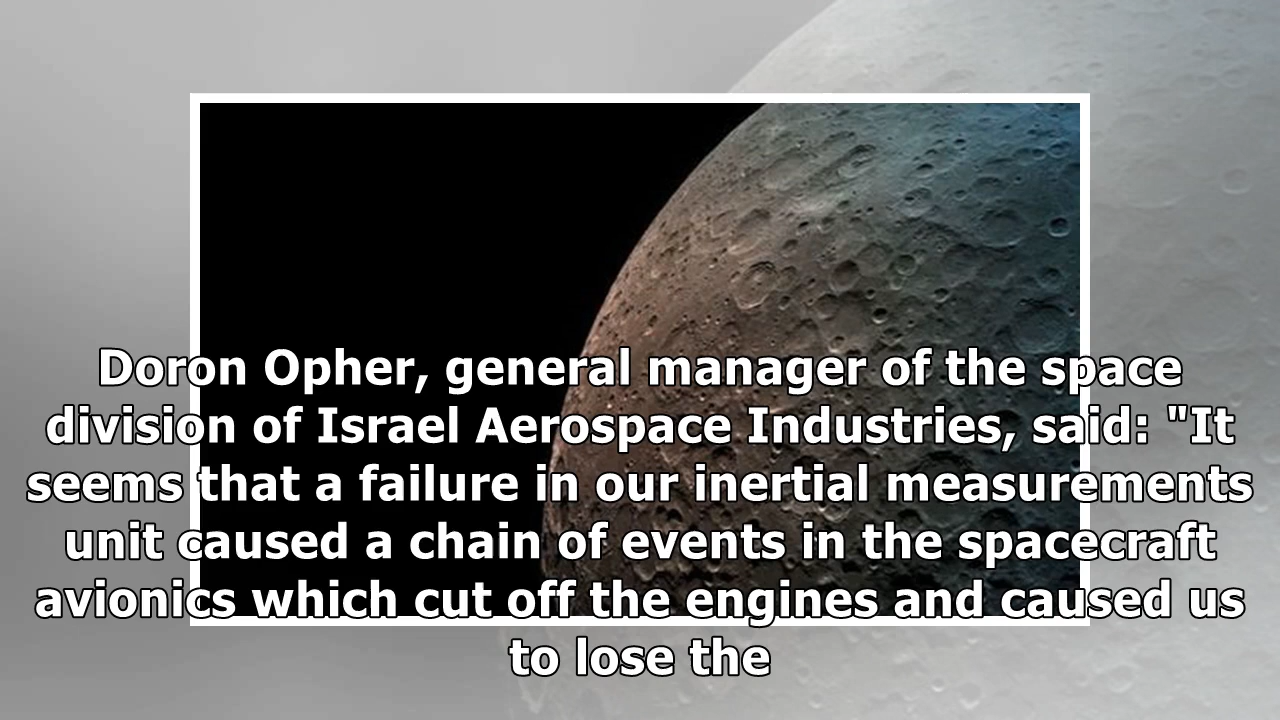 Doron Opher, general manager of the space
division of Israel Aerospace Industries, said: "It
seems that a failure in our inertial measurements
unit caused a chain of events in the spacecraft
avionics which cut off the engines and caused us
to lose the